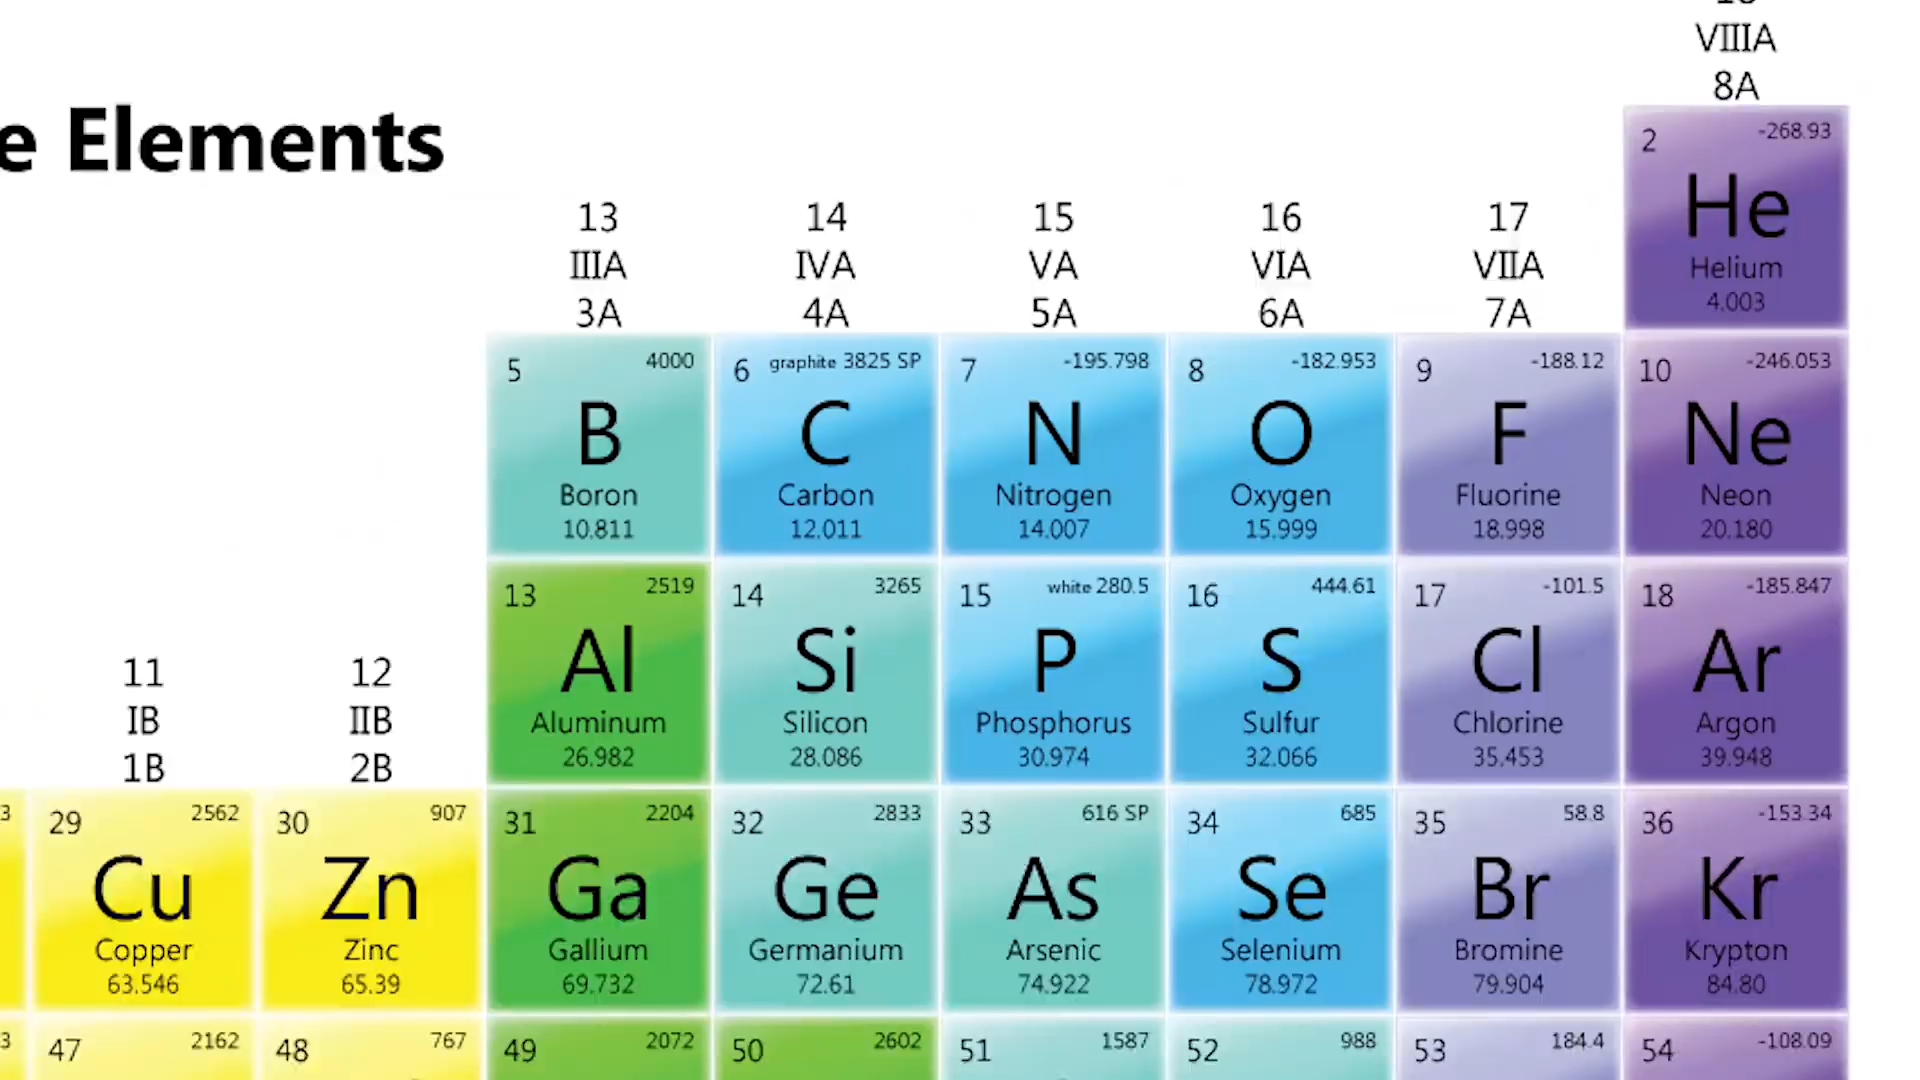 VIIIA
8A
e Elements
2 -268.93
He
Helium
4.003
13 14 15 16 17
IIIA IVA VA VIA VIIA
3A 4A 5A 6A 7A
5 4000 6 graphite 3825 SP 7 -195.798 8 -182.953 9 -188.12 10 -246.053
B C N O F Ne
Boron Carbon Nitrogen Oxygen Fluorine Neon
10.811 12.011 14.007 15.999 18.998 20.180
13 2519 14 3265 15 white 280.5 16 444.61 17 -101.5 18 -185.847
Al Si P S Cl Ar
Aluminum Silicon Phosphorus Sulfur Chlorine Argon
26.982 28.086 30.974 32.066 35.453 39.948
11 12
IB IIB
1B 2B
3 29 2562 30 907 31 2204 32 2833 33 616 SP 34 685 35 58.8 36 -153.34
Cu Zn Ga Ge As Se Br Kr
Copper Zinc Gallium Germanium Arsenic Selenium Bromine Krypton
63.546 65.39 69.732 72.61 74.922 78.972 79.904 84.80
3 47 2162 48 767 49 2072 50 2602 51 1587 52 988 53 184.4 54 -108.09